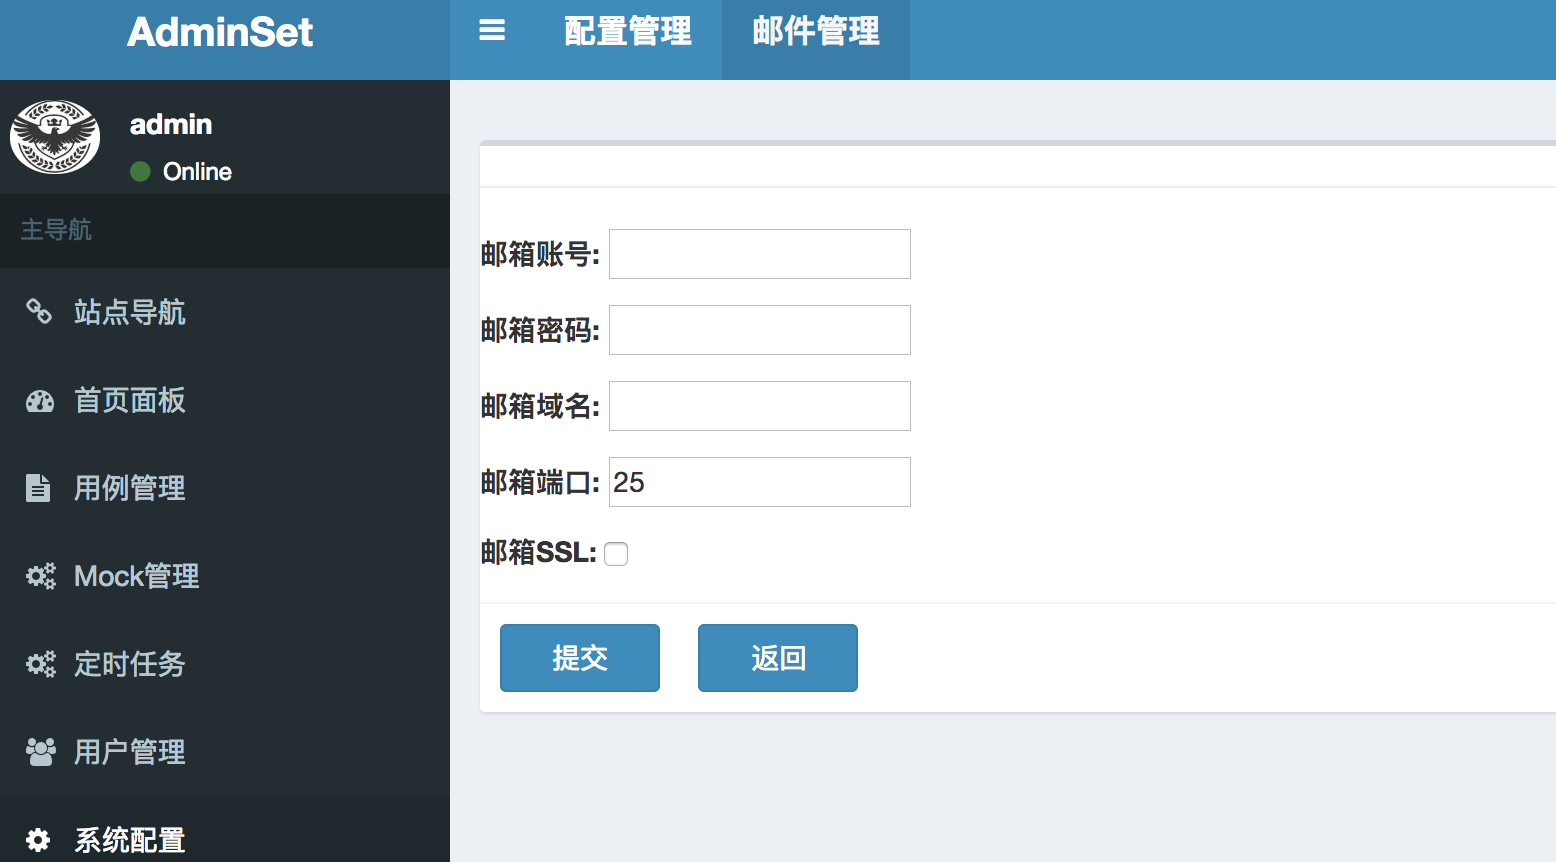 AdminSet
配置管理
邮件管理
admin
Online
主导航
站点导航
首页面板
用例管理
Mock管理
定时任务
用户管理
系统配置
邮箱账号:
邮箱密码:
邮箱域名:
邮箱端口: 25
邮箱SSL:
提交
返回